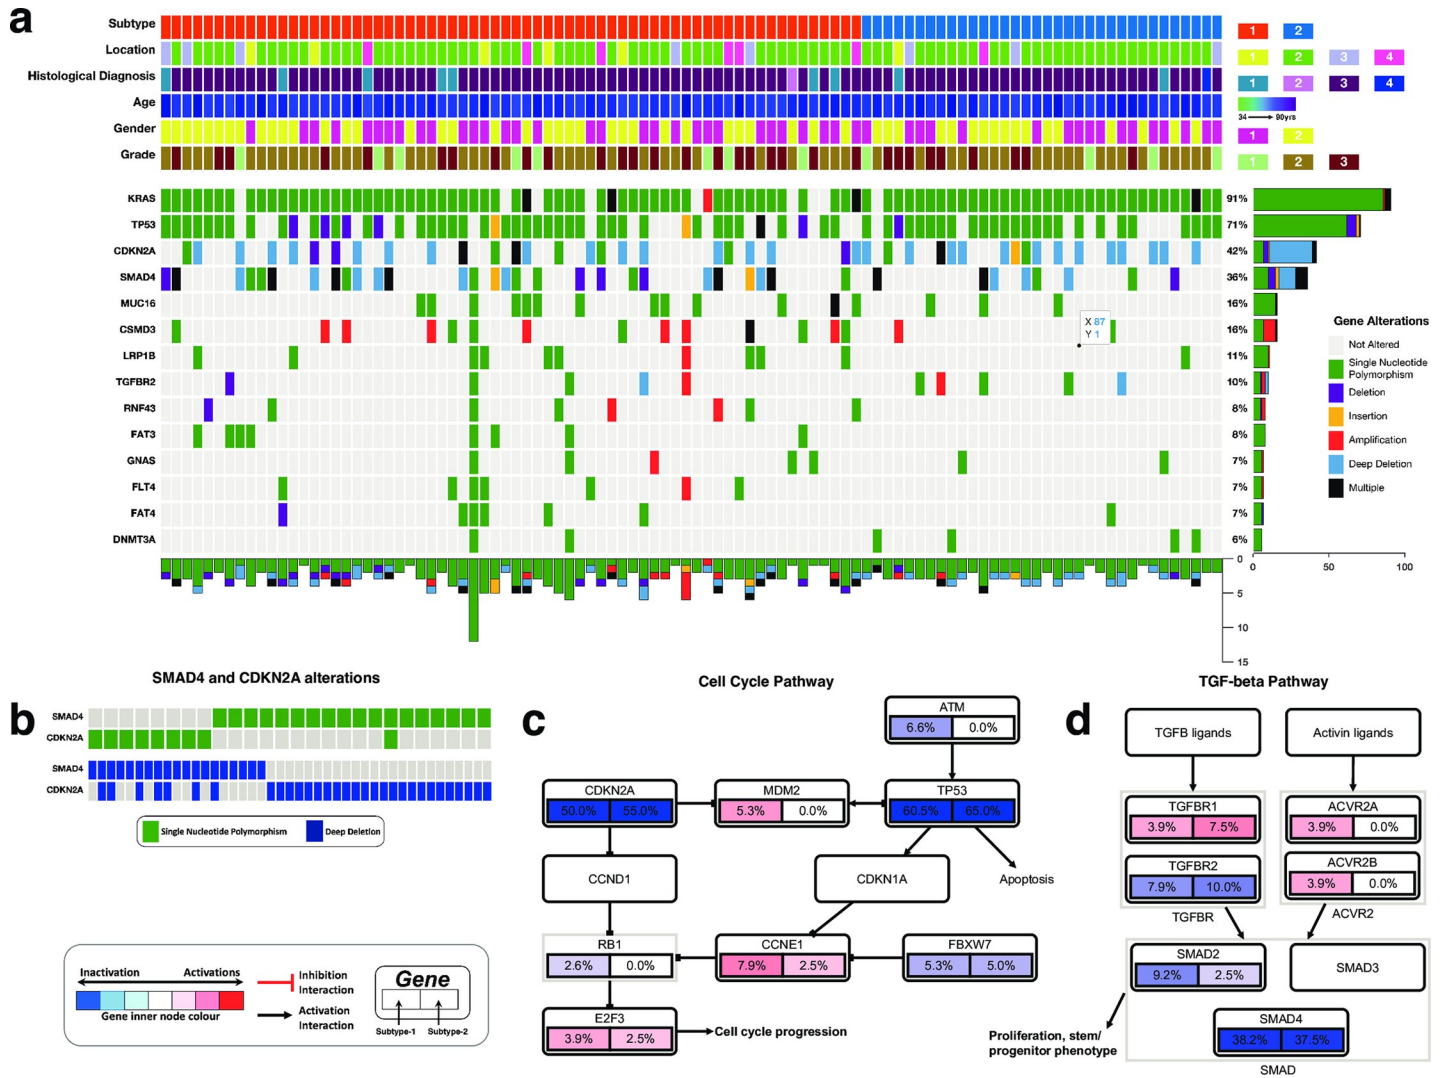 a
Subtype
1 2
Location
1 2 3 4
Histological Diagnosis
1 2 3 4
Age
34 90yrs
Gender
1 2
Grade
1 2 3
KRAS 91%
TP53 71%
CDKN2A 42%
SMAD4 36%
MUC16 16%
CSMD3 16%
LRP1B 11%
TGFBR2 10%
RNF43 8%
FAT3 8%
GNAS 7%
FLT4 7%
FAT4 7%
DNMT3A 6%
X 87
Y 1
Gene Alterations
Not Altered
Single Nucleotide
Polymorphism
Deletion
Insertion
Amplification
Deep Deletion
Multiple
0 50 100
0
5
10
15
b
SMAD4 and CDKN2A alterations
SMAD4
CDKN2A
SMAD4
CDKN2A
Single Nucleotide Polymorphism
Deep Deletion
Inactivation Activations
Gene inner node colour
Inhibition
Interaction
Activation
Interaction
Gene
Subtype-1 Subtype-2
c
Cell Cycle Pathway
ATM
6.6% 0.0%
CDKN2A
50.0% 55.0%
MDM2
5.3% 0.0%
TP53
60.5% 65.0%
CCND1
CDKN1A
Apoptosis
RB1
2.6% 0.0%
CCNE1
7.9% 2.5%
FBXW7
5.3% 5.0%
E2F3
3.9% 2.5%
Cell cycle progression
d
TGF-beta Pathway
TGFB ligands
Activin ligands
TGFBR1
3.9% 7.5%
ACVR2A
3.9% 0.0%
TGFBR2
7.9% 10.0%
ACVR2B
3.9% 0.0%
TGFBR
ACVR2
SMAD2
9.2% 2.5%
SMAD3
SMAD4
38.2% 37.5%
SMAD
Proliferation, stem/
progenitor phenotype